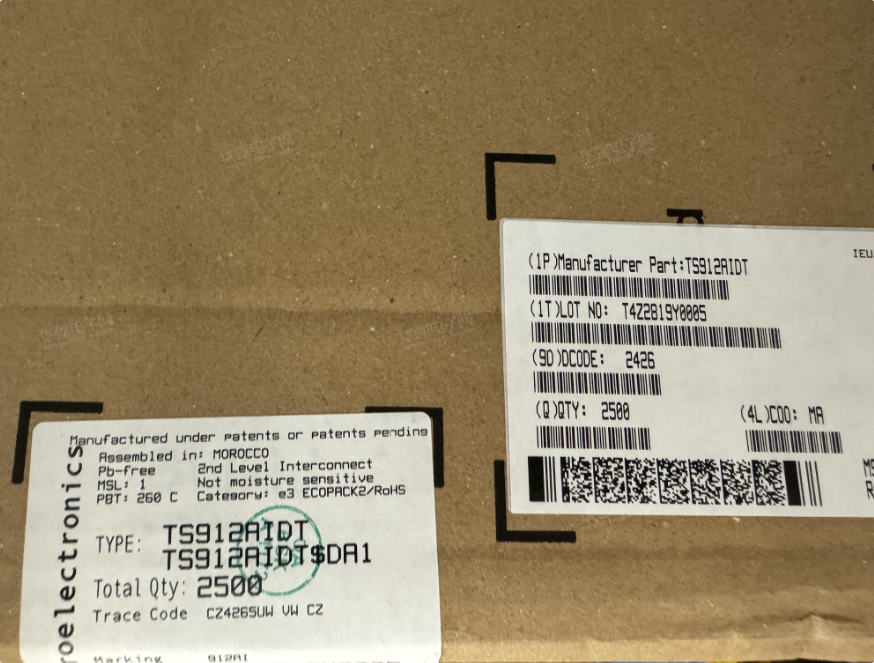 (1P)Manufacturer Part:TS912AIDT
(1T)LOT NO: T4Z2819Y0005
(9D)DCODE: 2426
(Q)QTY: 2500
(4L)COO: MA
IEU
Manufactured under patents or patents pending
Assembled in: MOROCCO
Pb-free 2nd Level Interconnect
MSL: 1 Not moisture sensitive
PBT: 260 C Category: e3 ECOPACK2/RoHS
TYPE: TS912AIDT
TS912AIDT$DA1
Total Qty: 2500
Trace Code CZ4265UW VW CZ
Marking 912AI
roelectronics